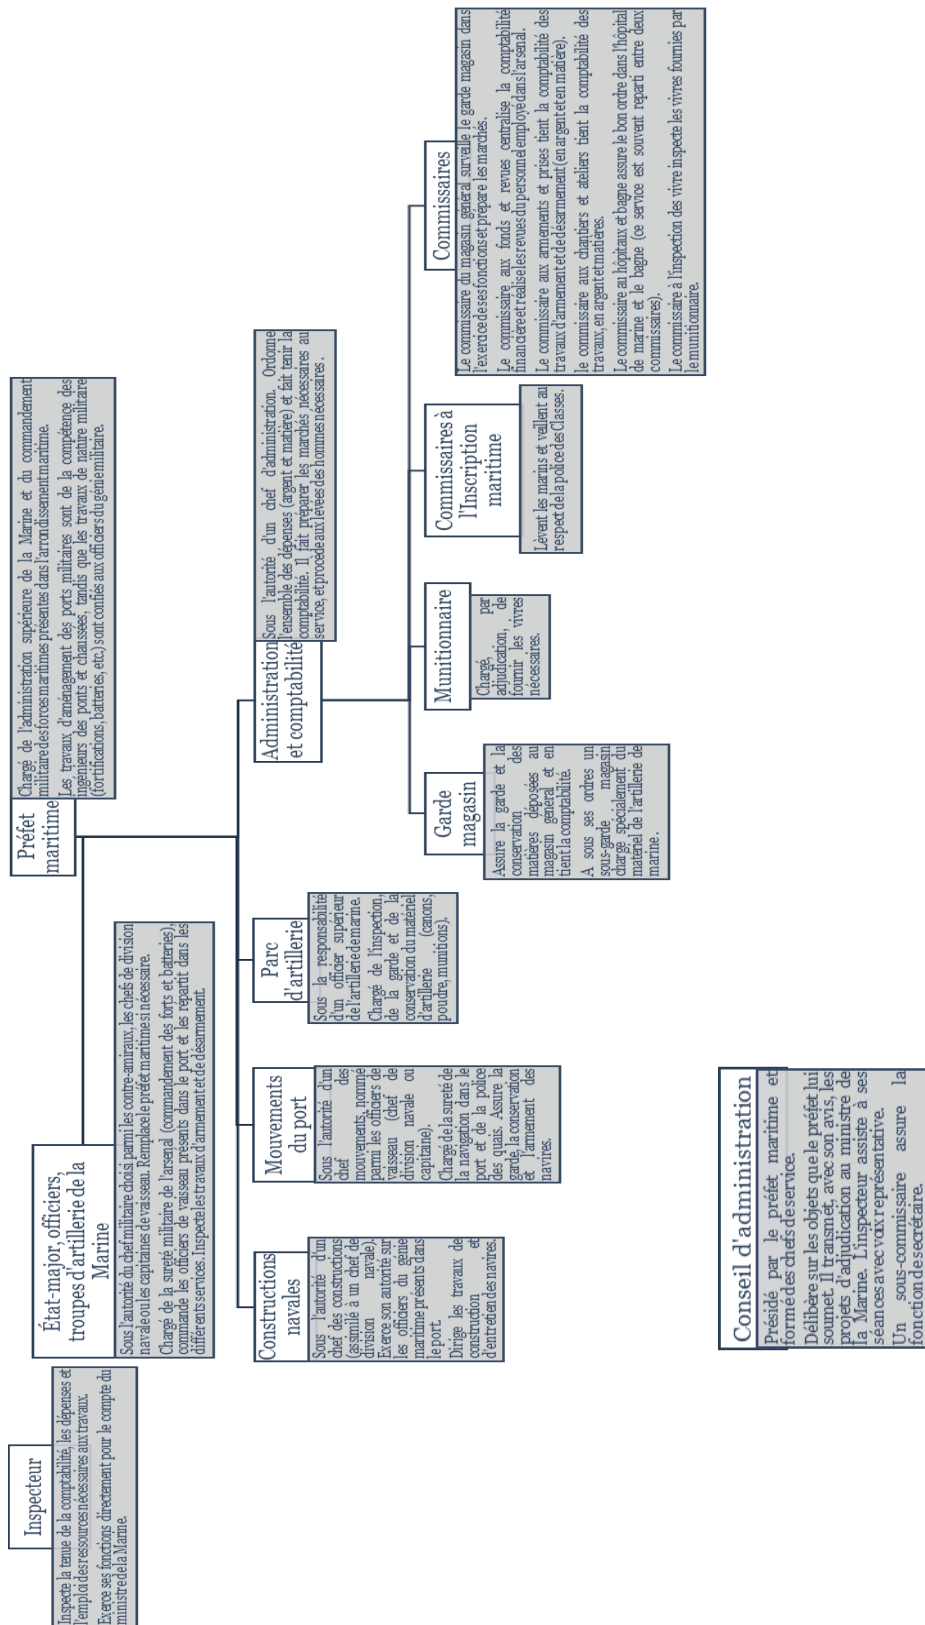 Inspecteur
Inspecte la tenue de la comptabilité, les dépenses et
l'emploi des ressources nécessaires aux travaux.
Exerce ses fonctions directement pour le compte du
ministre de la Marine.
État-major, officiers,
troupes d'artillerie de la
Marine
Sous l'autorité du chef militaire choisi parmi les contre-amiraux, les chefs de division
navale ou les capitaines de vaisseau. Remplace le préfet maritime si nécessaire.
Chargé de la sureté militaire de l'arsenal (commandement des forts et batteries),
commande les officiers de vaisseau présents dans le port et les répartit dans les
différents services. Inspecte les travaux d'armement et de désarmement.
Préfet
maritime
Chargé de l'administration supérieure de la Marine et du commandement
militaire des forces maritimes présentes dans l'arrondisement maritime.
Les travaux d'aménagement des ports militaires sont de la compétence des
ingénieurs des ponts et chaussées, tandis que les travaux de nature militaire
(fortifications, batteries, etc.) sont confiés aux officiers du génie militaire.
Constructions
navales
Sous l'autorité d'un
chef des constructions
(assimilé à un chef de
division navale).
Exerce son autorité sur
les officiers du génie
maritime présents dans
le port.
Dirige les travaux de
construction et
d'entretien des navires.
Mouvements
du port
Sous l'autorité d'un
chef des
mouvements, nommé
parmi les officiers de
vaisseau (chef de
division navale ou
capitaine).
Chargé de la sureté de
la navigation dans le
port et de la police
des quais. Assure la
garde, la conservation
et l'armement des
navires.
Parc
d'artillerie
Sous la responsabilité
d'un officier supérieur
de l'artillerie de marine.
Chargé de l'inspection,
de la garde et de la
conservation du matériel
d'artillerie (canons,
poudre, munitions).
Administration
et comptabilité
Sous l'autorité d'un chef d'administration. Ordonne
l'ensemble des dépenses (argent et matière) et fait tenir la
comptabilité. Il fait préparer les marchés nécessaires au
service, et procède aux levées des hommes nécessaires .
Garde
magasin
Assure la garde et la
conservation des
matières déposées au
magasin général et en
tient la comptabilité.
A sous ses ordres un
sous-garde magasin
chargé spécialement du
matériel de l'artillerie de
marine .
Munitionnaire
Chargé, par
adjudication, de
fournir les vivres
nécessaires.
Commissaires à
l'Inscription
maritime
Lèvent les marins et veillent au
respect de la police des Classes.
Commissaires
Le commissaire du magasin général surveille le garde magasin dans
l'exercice de ses fonctions et prépare les marchés.
Le commissaire aux fonds et revues centralise la comptabilité
financière et réalise les revues du personnel employé dans l'arsenal.
Le commissaire aux armements et prises tient la comptabilité des
travaux d'armement et de désarmement (en argent et en matière).
le commissaire aux chantiers et ateliers tient la comptabilité des
travaux, en argent et matières.
Le commissaire au hôpitaux et bagne assure le bon ordre dans l'hôpital
de marine et le bagne (ce service est souvent reparti entre deux
commissaires).
Le commissaire à l'inspection des vivre inspecte les vivres fournies par
le munitionnaire.
Conseil d'administration
Présidé par le préfet maritime et
formé des chefs de service.
Délibère sur les objets que le préfet lui
soumet. Il transmet, avec son avis, les
projets d'adjudication au ministre de
la Marine. L'inspecteur assiste à ses
séances avec voix représentative.
Un sous-commissaire assure la
fonction de secrétaire.